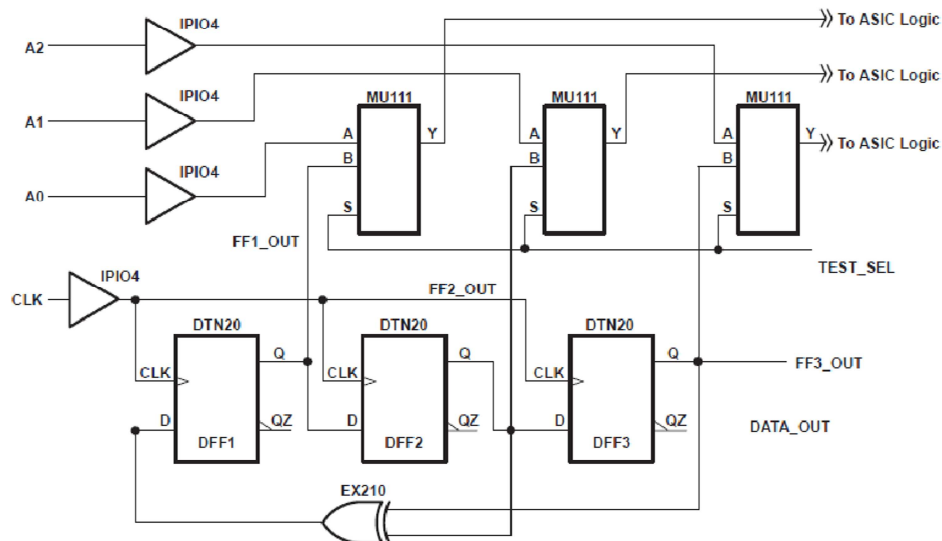 IPIO4
To ASIC Logic
A2
IPIO4
To ASIC Logic
MU111
MU111
MU111
A1
A
Y
A
Y
A
Y
To ASIC Logic
IPIO4
B
B
B
A0
S
S
S
FF1_OUT
TEST_SEL
IPIO4
CLK
FF2_OUT
DTN20
DTN20
DTN20
Q
Q
Q
FF3_OUT
CLK
CLK
CLK
D
QZ
D
QZ
D
QZ
DATA_OUT
DFF1
DFF2
DFF3
EX210